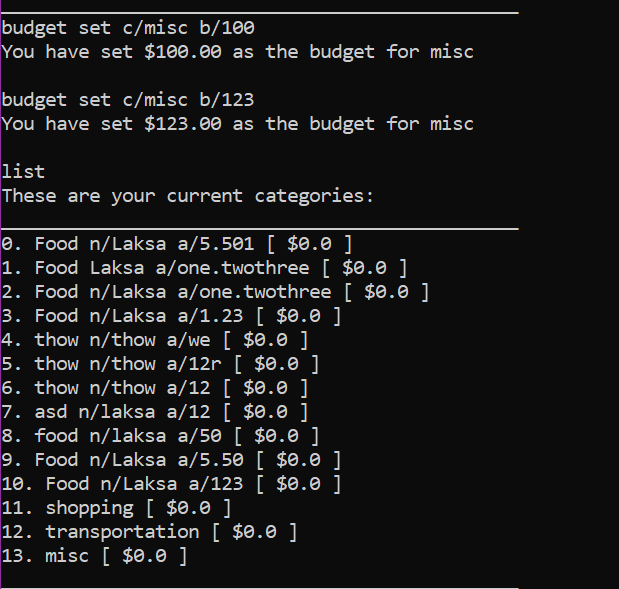 budget set c/misc b/100
You have set $100.00 as the budget for misc
budget set c/misc b/123
You have set $123.00 as the budget for misc
list
These are your current categories:
0. Food n/Laksa a/5.501 [ $0.0 ]
1. Food Laksa a/one.twothree [ $0.0 ]
2. Food n/Laksa a/one.twothree [ $0.0 ]
3. Food n/Laksa a/1.23 [ $0.0 ]
4. thow n/thow a/we [ $0.0 ]
5. thow n/thow a/12r [ $0.0 ]
6. thow n/thow a/12 [ $0.0 ]
7. asd n/laksa a/12 [ $0.0 ]
8. food n/laksa a/50 [ $0.0 ]
9. Food n/Laksa a/5.50 [ $0.0 ]
10. Food n/Laksa a/123 [ $0.0 ]
11. shopping [ $0.0 ]
12. transportation [ $0.0 ]
13. misc [ $0.0 ]